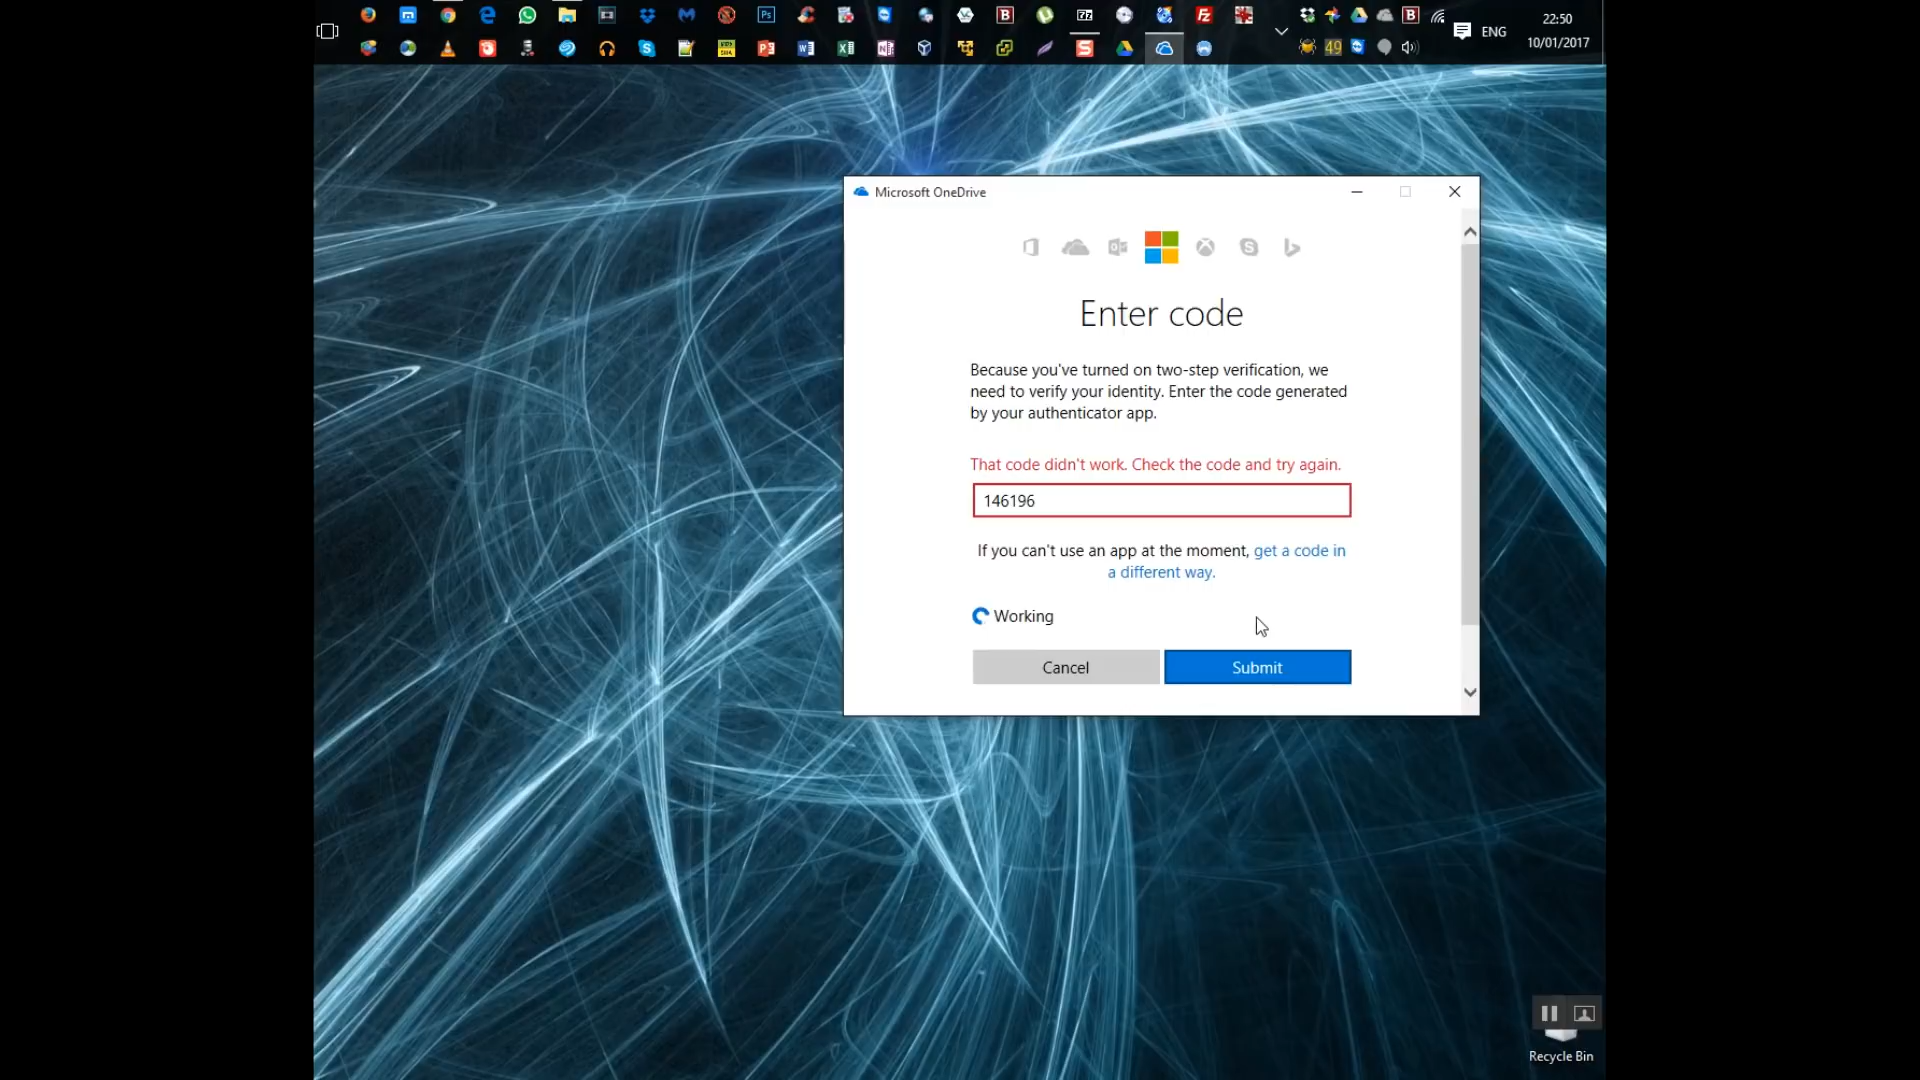 22:50
ENG
10/01/2017
49
Microsoft OneDrive
Enter code
Because you've turned on two-step verification, we
need to verify your identity. Enter the code generated
by your authenticator app.
That code didn't work. Check the code and try again.
146196
If you can't use an app at the moment, get a code in
a different way.
Working
Cancel
Submit
Recycle Bin